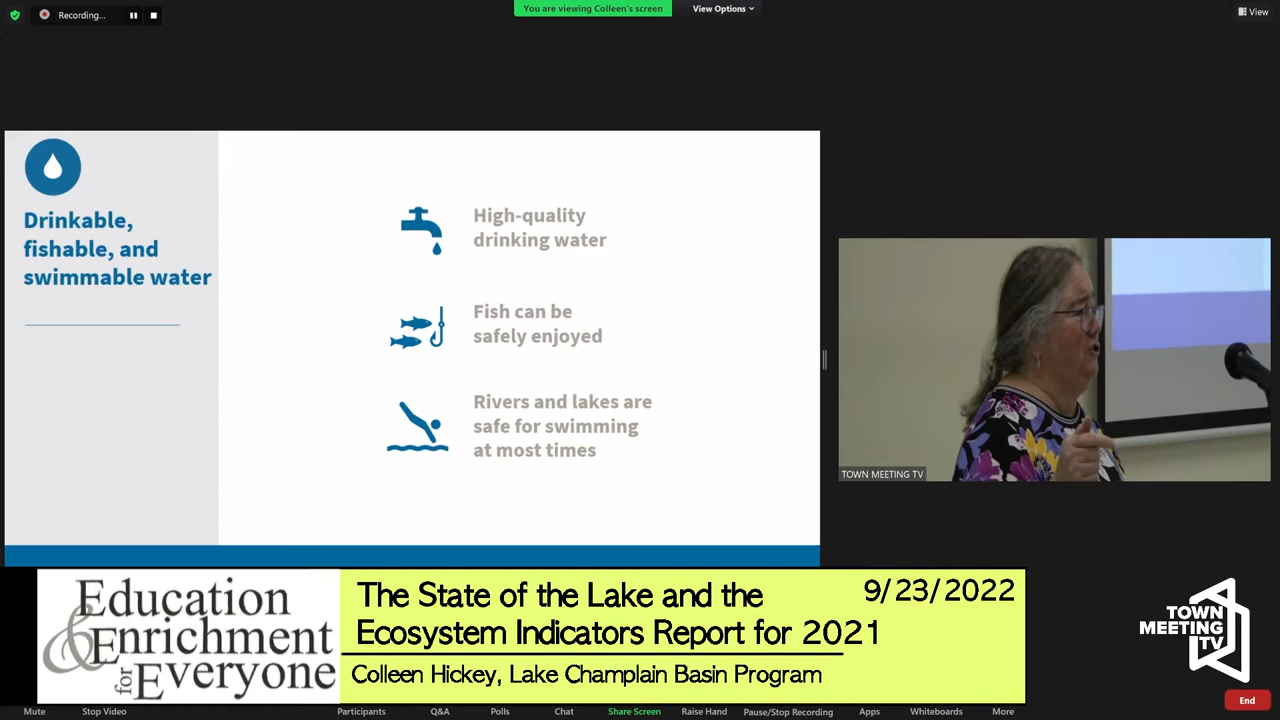 Recording...
You are viewing Colleen's screen
View Options
View
Drinkable,
fishable, and
swimmable water
High-quality
drinking water
Fish can be
safely enjoyed
Rivers and lakes are
safe for swimming
at most times
TOWN MEETING TV
Education
& Enrichment
for Everyone
The State of the Lake and the
Ecosystem Indicators Report for 2021
9/23/2022
Colleen Hickey, Lake Champlain Basin Program
TOWN
MEETING
TV
Mute
Stop Video
Participants
Q&A
Polls
Chat
Share Screen
Raise Hand
Pause/Stop Recording
Apps
Whiteboards
More
End